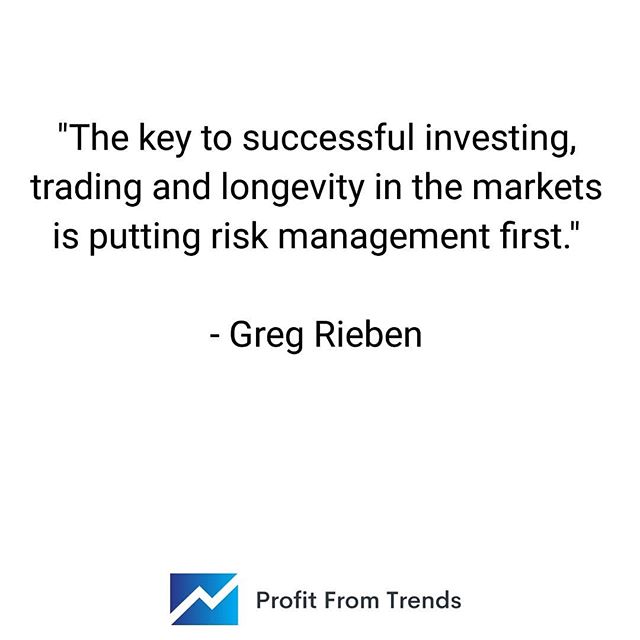 "The key to successful investing,
trading and longevity in the markets
is putting risk management first."
- Greg Rieben
Profit From Trends